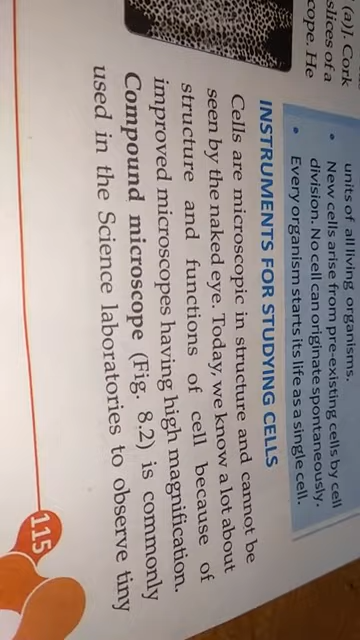 (a)]. Cork
slices of a
cope. He
units of all living organisms.
• New cells arise from pre-existing cells by cell
division. No cell can originate spontaneously.
• Every organism starts its life as a single cell.
INSTRUMENTS FOR STUDYING CELLS
Cells are microscopic in structure and cannot be
seen by the naked eye. Today, we know a lot about
structure and functions of cell because of
improved microscopes having high magnification.
Compound microscope (Fig. 8.2) is commonly
used in the Science laboratories to observe tiny
115